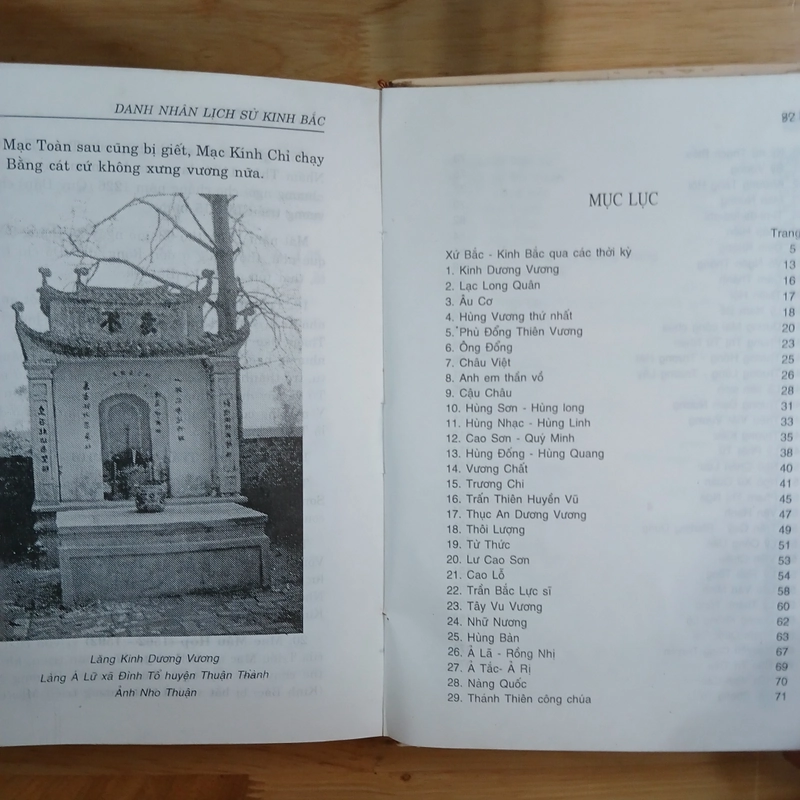 DANH NHÂN LỊCH SỬ KINH BẮC
Mạc Toàn sau cũng bị giết, Mạc Kính Chỉ chạy
Bằng cát cứ không xưng vương nữa.
Lăng Kinh Dương Vương
Làng Á Lữ xã Đình Tổ huyện Thuận Thành
Ảnh Nho Thuận
MỤC LỤC
Trang
Xứ Bắc - Kinh Bắc qua các thời kỳ 5
1. Kinh Dương Vương 13
2. Lạc Long Quân 16
3. Âu Cơ 17
4. Hùng Vương thứ nhất 18
5. Phù Đổng Thiên Vương 20
6. Ông Đống 23
7. Châu Việt 25
8. Anh em thần vồ 26
9. Cậu Châu 28
10. Hùng Sơn - Hùng long 31
11. Hùng Nhạc - Hùng Linh 33
12. Cao Sơn - Quý Minh 35
13. Hùng Đống - Hùng Quang 38
14. Vương Chất 40
15. Trương Chi 41
16. Trấn Thiên Huyền Vũ 45
17. Thục An Dương Vương 47
18. Thôi Lượng 49
19. Từ Thức 51
20. Lư Cao Sơn 53
21. Cao Lỗ 54
22. Trần Bắc Lực sĩ 58
23. Tây Vu Vương 60
24. Nhữ Nương 62
25. Hùng Bản 63
26. Ả Lã - Rồng Nhị 67
27. Ả Tắc- Ả Rị 69
28. Nàng Quốc 70
29. Thánh Thiên công chúa 71